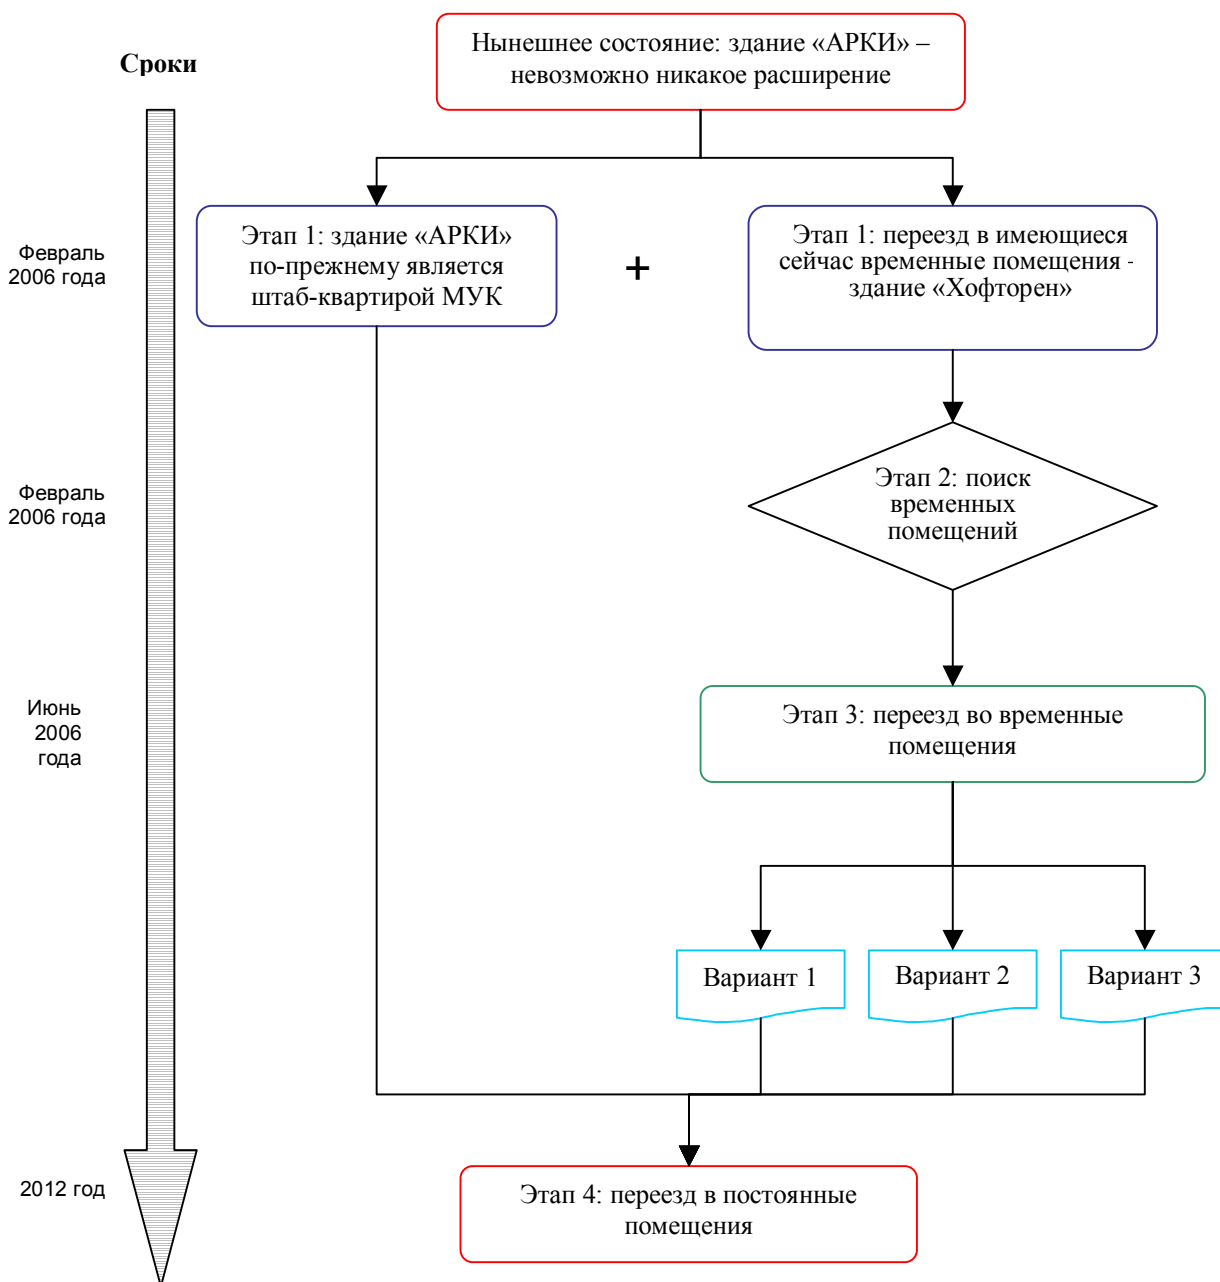 Нынешнее состояние: здание «АРКИ» –
невозможно никакое расширение
Сроки
Февраль
2006 года
Этап 1: здание «АРКИ»
по-прежнему является
штаб-квартирой МУК
+
Этап 1: переезд в имеющиеся
сейчас временные помещения -
здание «Хофторен»
Февраль
2006 года
Этап 2: поиск
временных
помещений
Июнь
2006
года
Этап 3: переезд во временные
помещения
Вариант 1
Вариант 2
Вариант 3
2012 год
Этап 4: переезд в постоянные
помещения